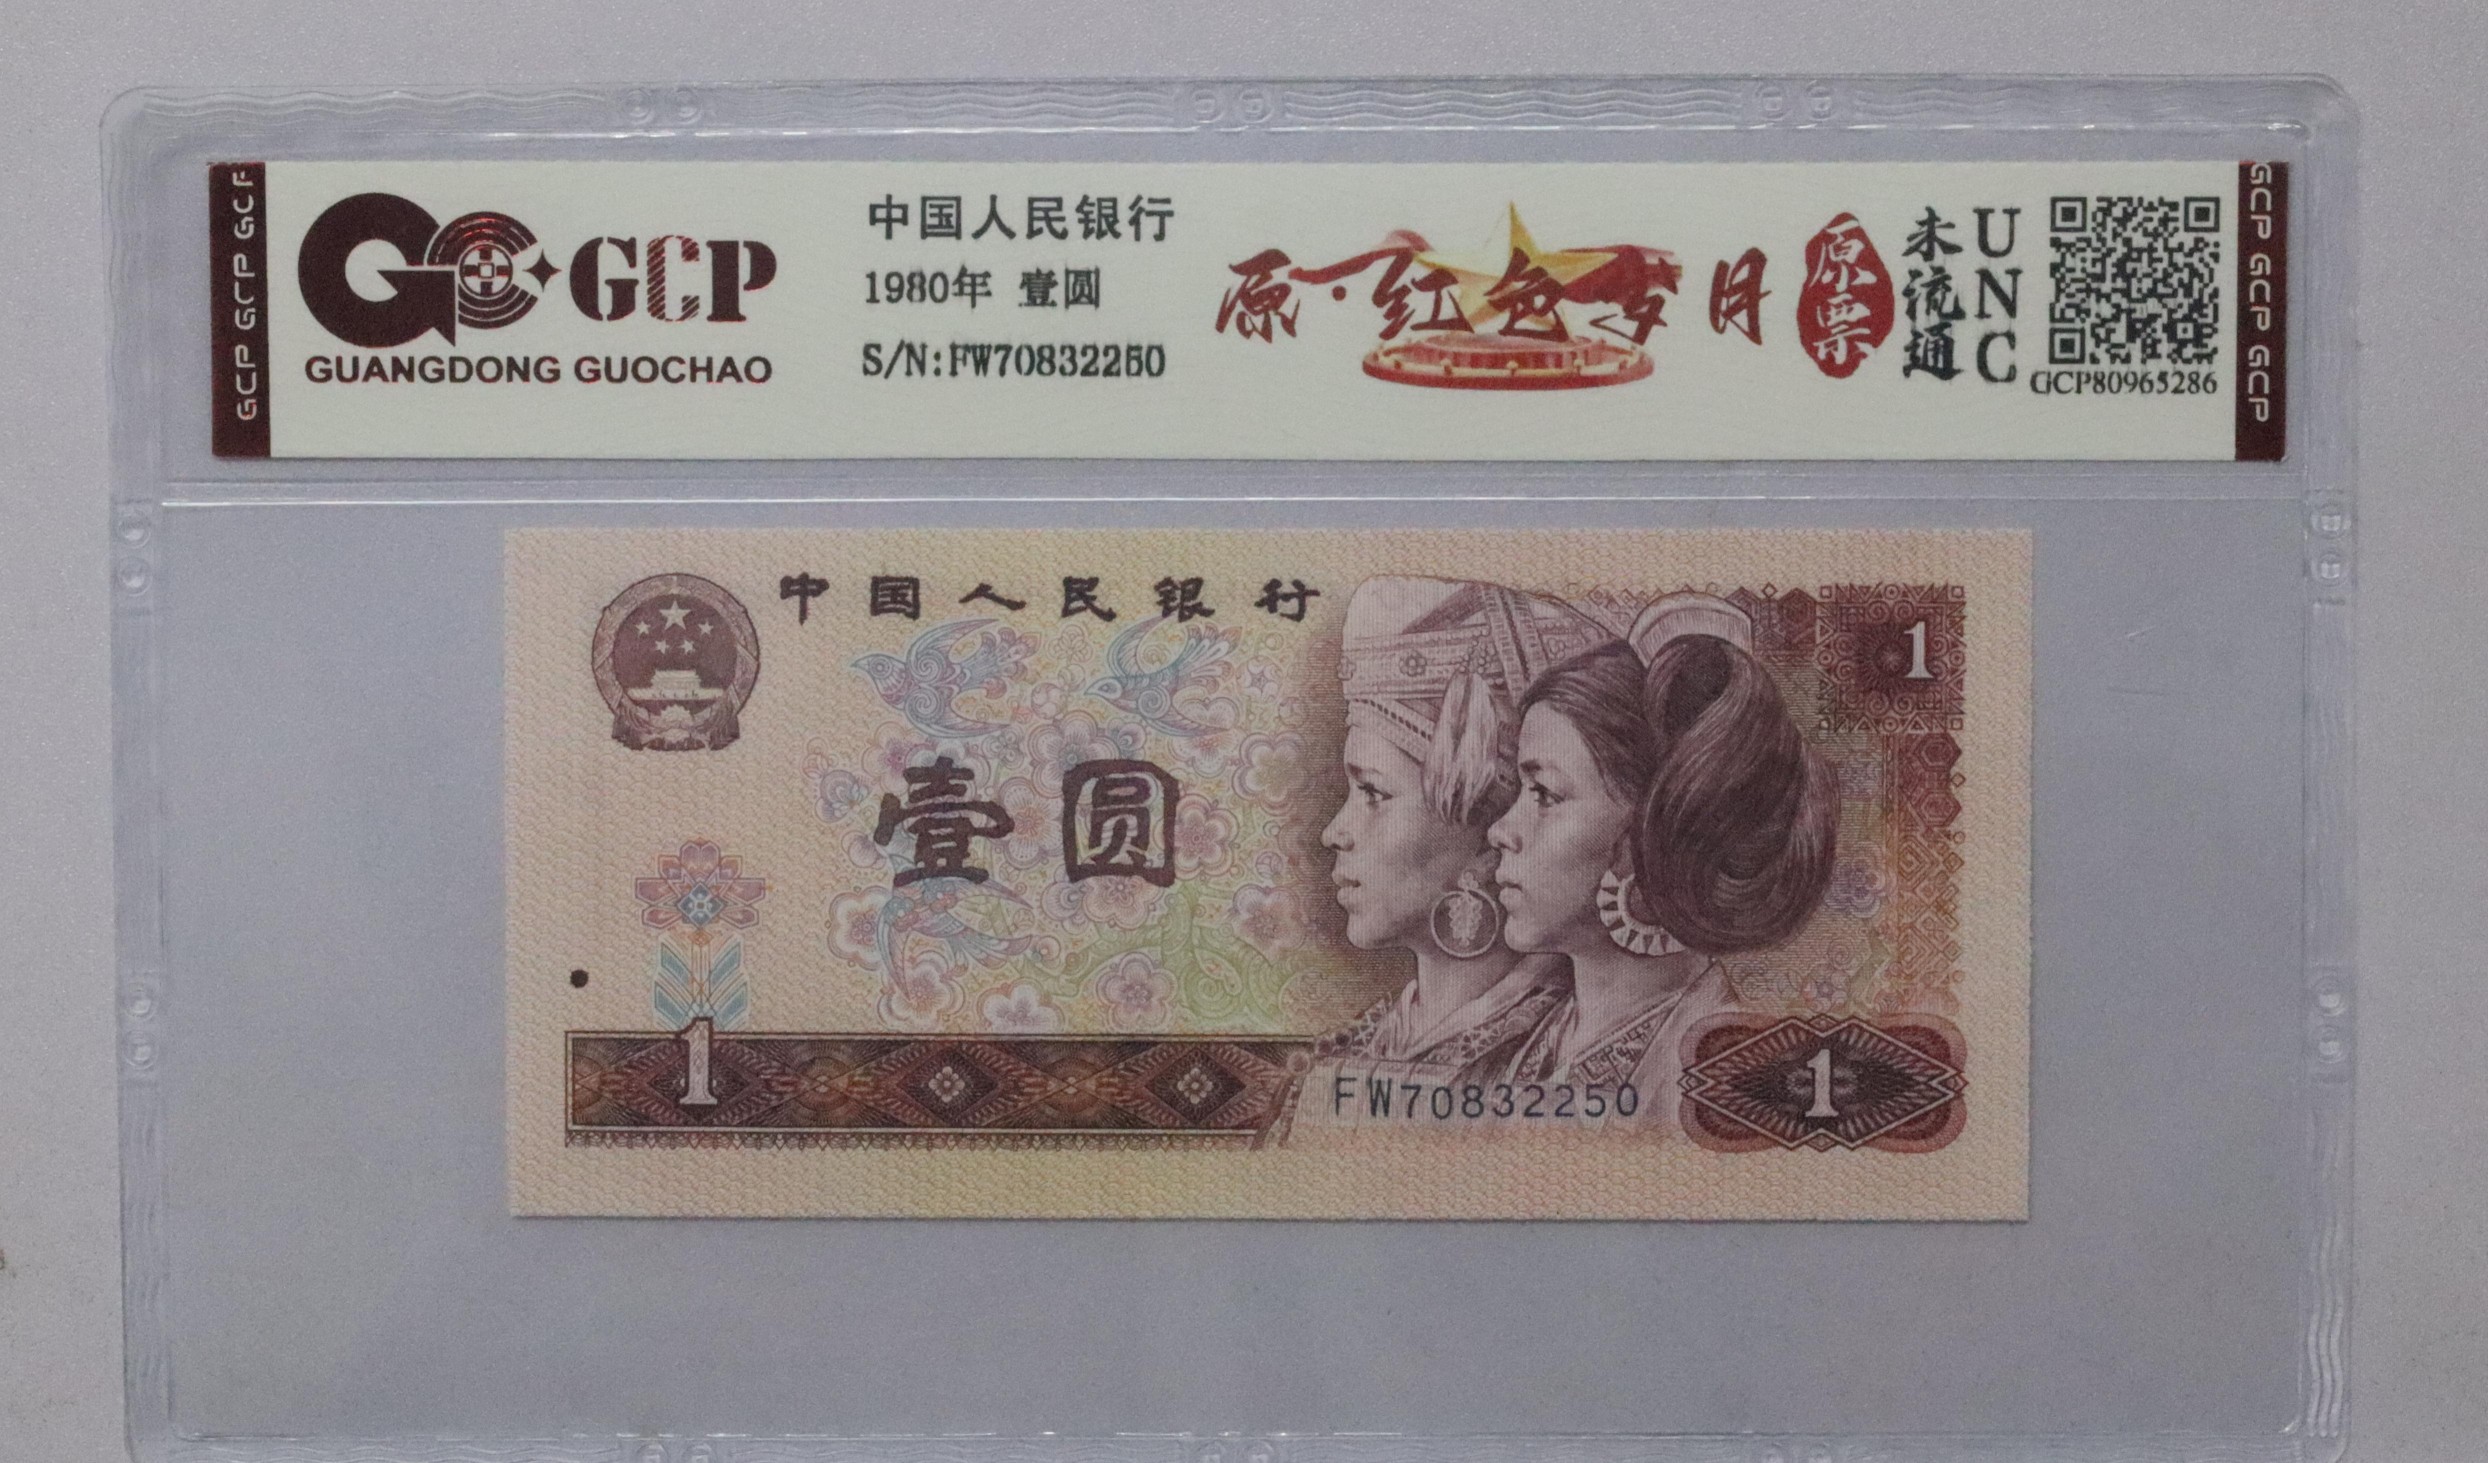 GCP GCP GCP
GCP
GUANGDONG GUOCHAO
中国人民银行
1980年 壹圆
S/N:FW70832250
原·红色岁月
原票
未流通
UNC
GCP80965286
GCP GCP GCP
中国人民银行
1
壹圆
1
FW70832250
1